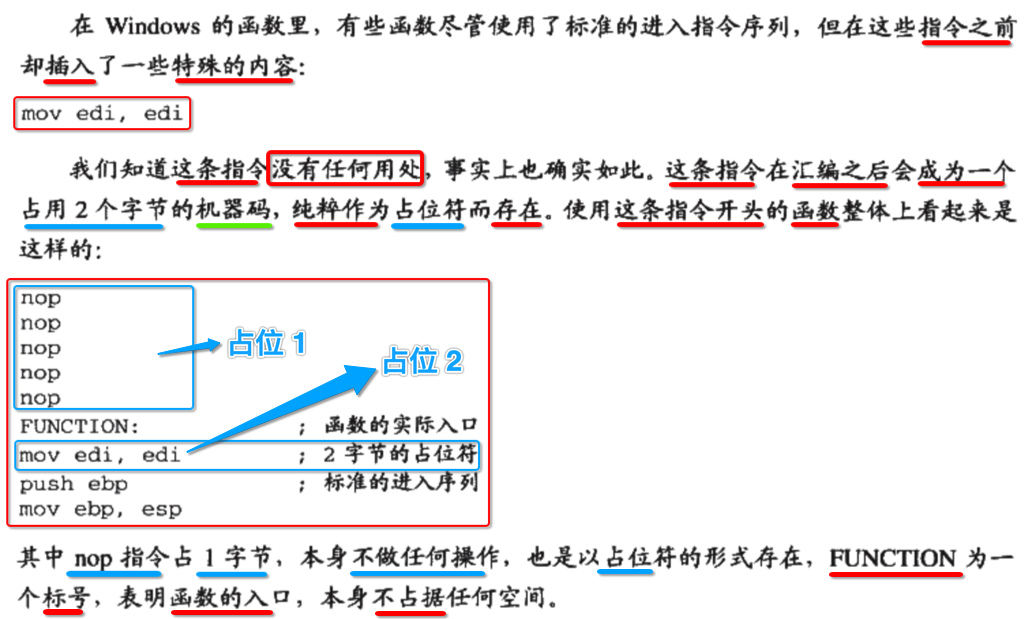 在 Windows 的函数里，有些函数尽管使用了标准的进入指令序列，但在这些指令之前
却插入了一些特殊的内容：
mov edi, edi
我们知道这条指令没有任何用处，事实上也确实如此。这条指令在汇编之后会成为一个
占用 2 个字节的机器码，纯粹作为占位符而存在。使用这条指令开头的函数整体上看起来是
这样的：
nop
nop
nop
nop
nop
占位 1
占位 2
FUNCTION: ; 函数的实际入口
mov edi, edi ; 2 字节的占位符
push ebp ; 标准的进入序列
mov ebp, esp
其中 nop 指令占 1 字节，本身不做任何操作，也是以占位符的形式存在，FUNCTION 为一
个标号，表明函数的入口，本身不占据任何空间。